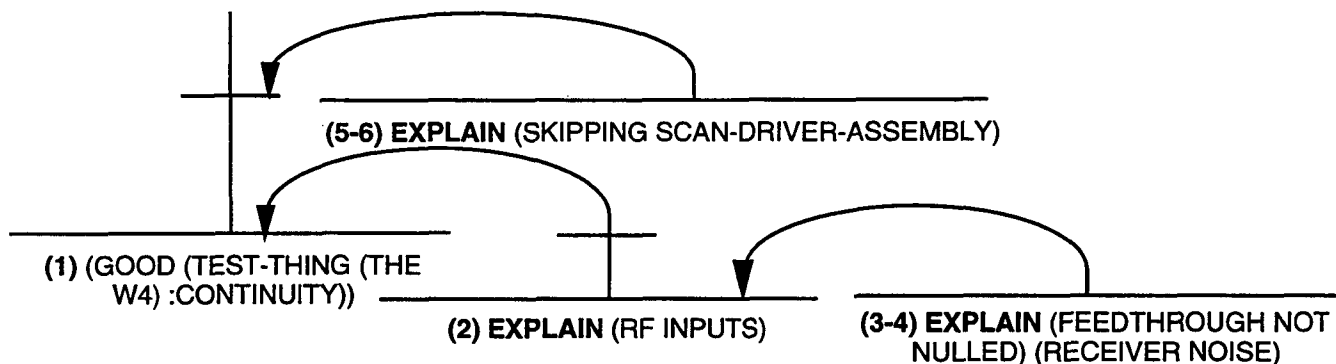 (5-6) EXPLAIN (SKIPPING SCAN-DRIVER-ASSEMBLY)
(1) (GOOD (TEST-THING (THE
W4) :CONTINUITY))
(2) EXPLAIN (RF INPUTS)
(3-4) EXPLAIN (FEEDTHROUGH NOT
NULLED) (RECEIVER NOISE)